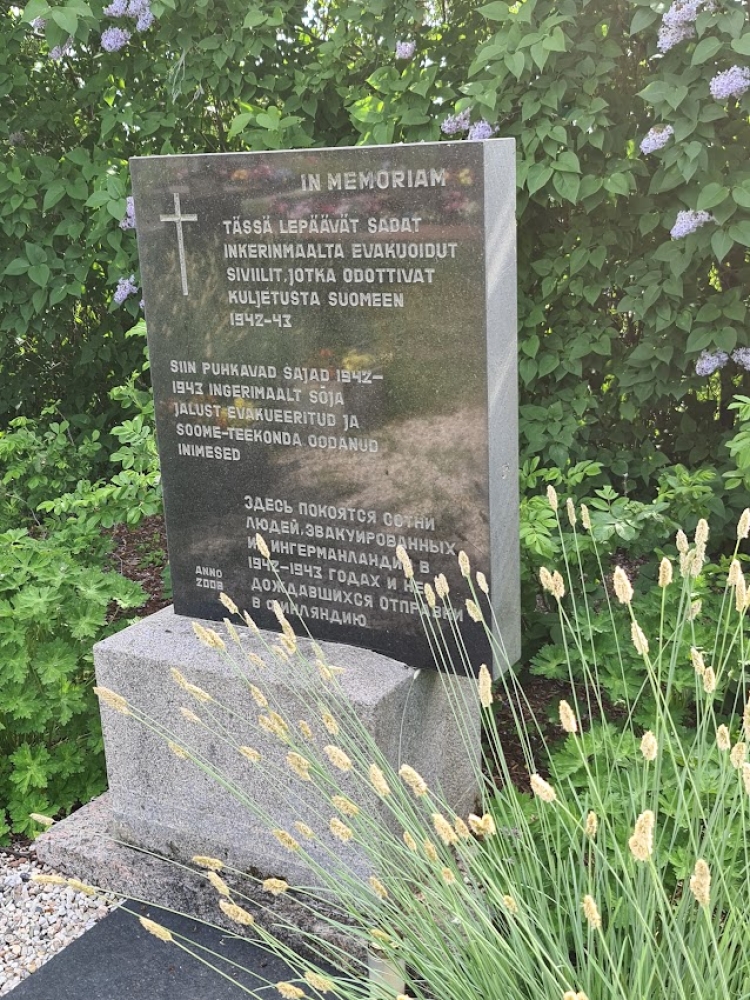 IN MEMORIAM
TÄSSÄ LEPÄÄVÄT SADAT
INKERINMAALTA EVAKUOIDUT
SIVIILIT, JOTKA ODOTTIVAT
KULJETUSTA SUOMEEN
1942-43
SIIN PUHKAVAD SAJAD 1942-
1943 INGERIMAALT SÕJA
JALUST EVAKUEERITUD JA
SOOME-TEEKONDA OODANUD
INIMESED
ЗДЕСЬ ПОКОЯТСЯ СОТНИ
ЛЮДЕЙ, ЭВАКУИРОВАННЫХ
ИЗ ИНГЕРМАНЛАНДИИ В
1942-1943 ГОДАХ И НЕ
ДОЖДАВШИХСЯ ОТПРАВКИ
В ФИНЛЯНДИЮ
ANNO
2008